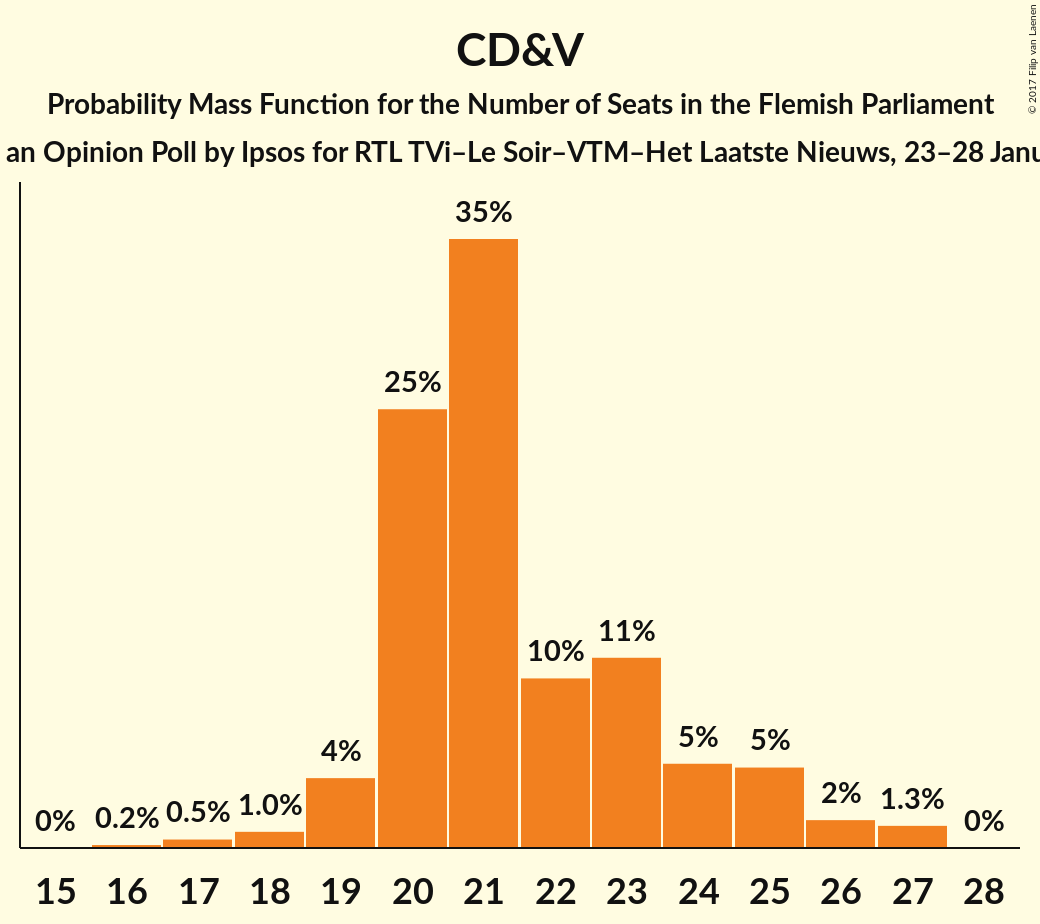 CD&V
Probability Mass Function for the Number of Seats in the Flemish Parliament
an Opinion Poll by Ipsos for RTL TVi–Le Soir–VTM–Het Laatste Nieuws, 23–28 Janu
© 2017 Filip van Laenen
0% 0.2% 0.5% 1.0% 4% 25% 35% 10% 11% 5% 5% 2% 1.3% 0%
15 16 17 18 19 20 21 22 23 24 25 26 27 28